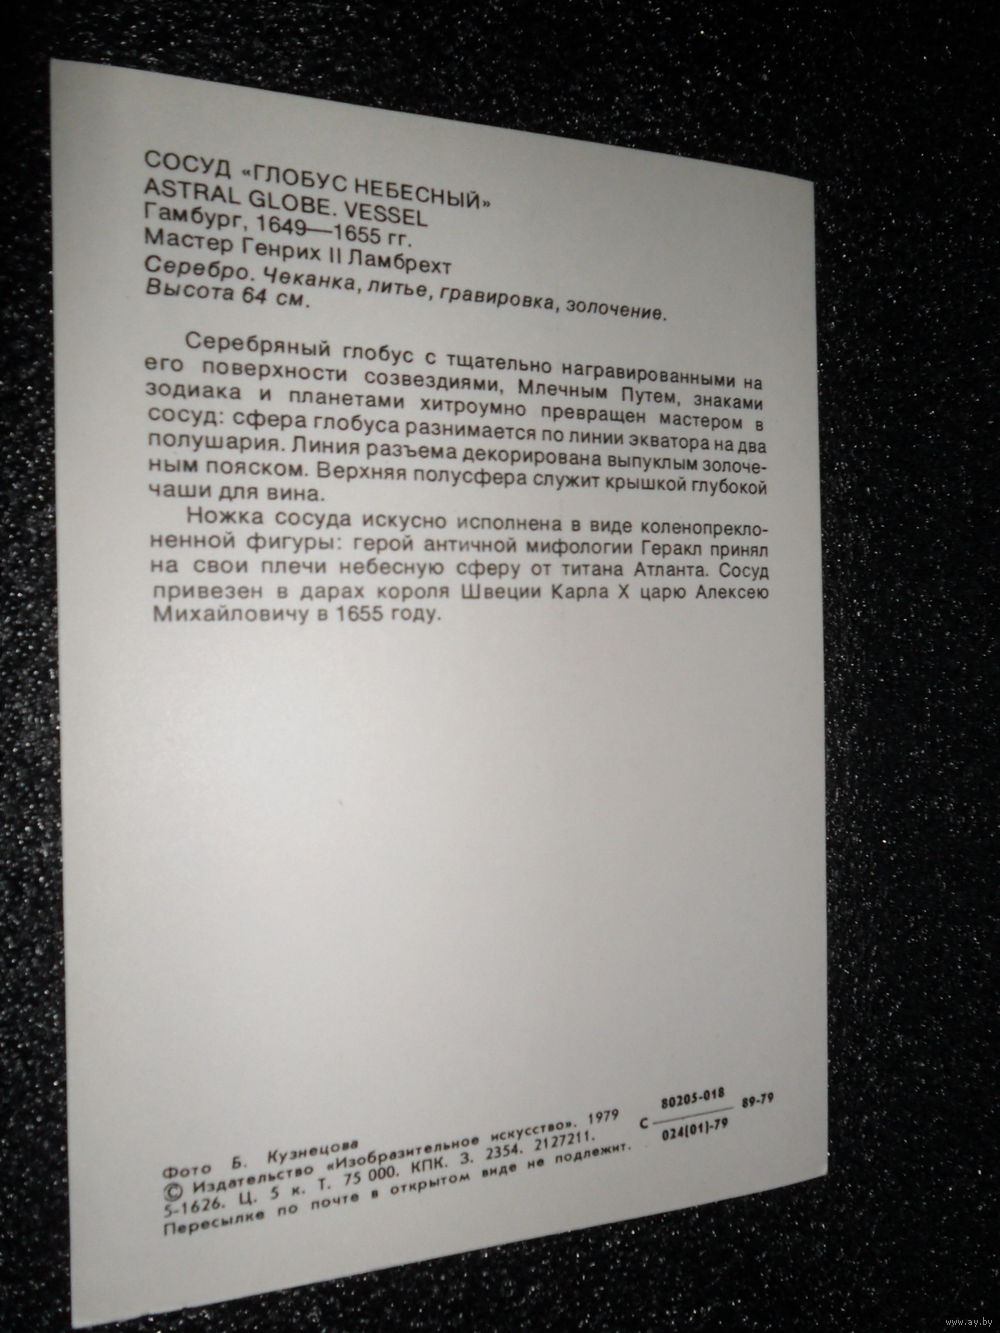 СОСУД «ГЛОБУС НЕБЕСНЫЙ»
ASTRAL GLOBE. VESSEL
Гамбург, 1649—1655 гг.
Мастер Генрих II Ламбрехт
Серебро. Чеканка, литье, гравировка, золочение.
Высота 64 см.
Серебряный глобус с тщательно награвированными на
его поверхности созвездиями, Млечным Путем, знаками
зодиака и планетами хитроумно превращен мастером в
сосуд: сфера глобуса разнимается по линии экватора на два
полушария. Линия разъема декорирована выпуклым золоче-
ным пояском. Верхняя полусфера служит крышкой глубокой
чаши для вина.
Ножка сосуда искусно исполнена в виде коленопрекло-
ненной фигуры: герой античной мифологии Геракл принял
на свои плечи небесную сферу от титана Атланта. Сосуд
привезен в дарах короля Швеции Карла X царю Алексею
Михайловичу в 1655 году.
Фото Б. Кузнецова
© Издательство «Изобразительное искусство». 1979
5-1626. Ц. 5 к. Т. 75 000. КПК. З. 2354. 2127211.
Пересылке по почте в открытом виде не подлежит.
80205-018
С 89-79
024(01)-79
www.ay.by